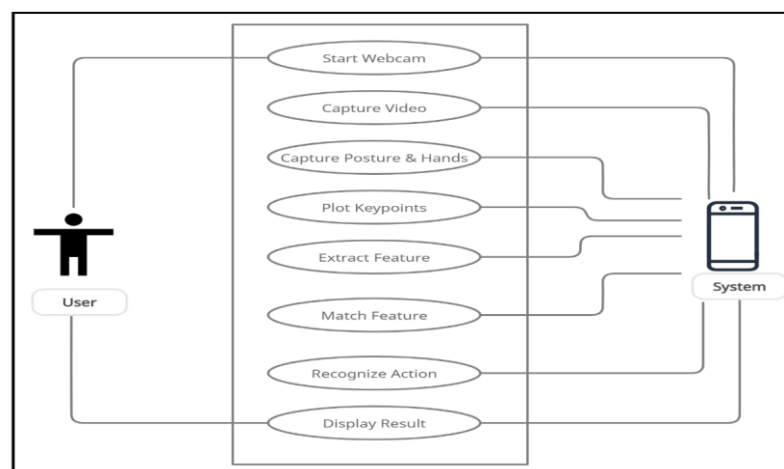 Start Webcam
Capture Video
Capture Posture & Hands
Plot Keypoints
Extract Feature
Match Feature
Recognize Action
Display Result
User
System